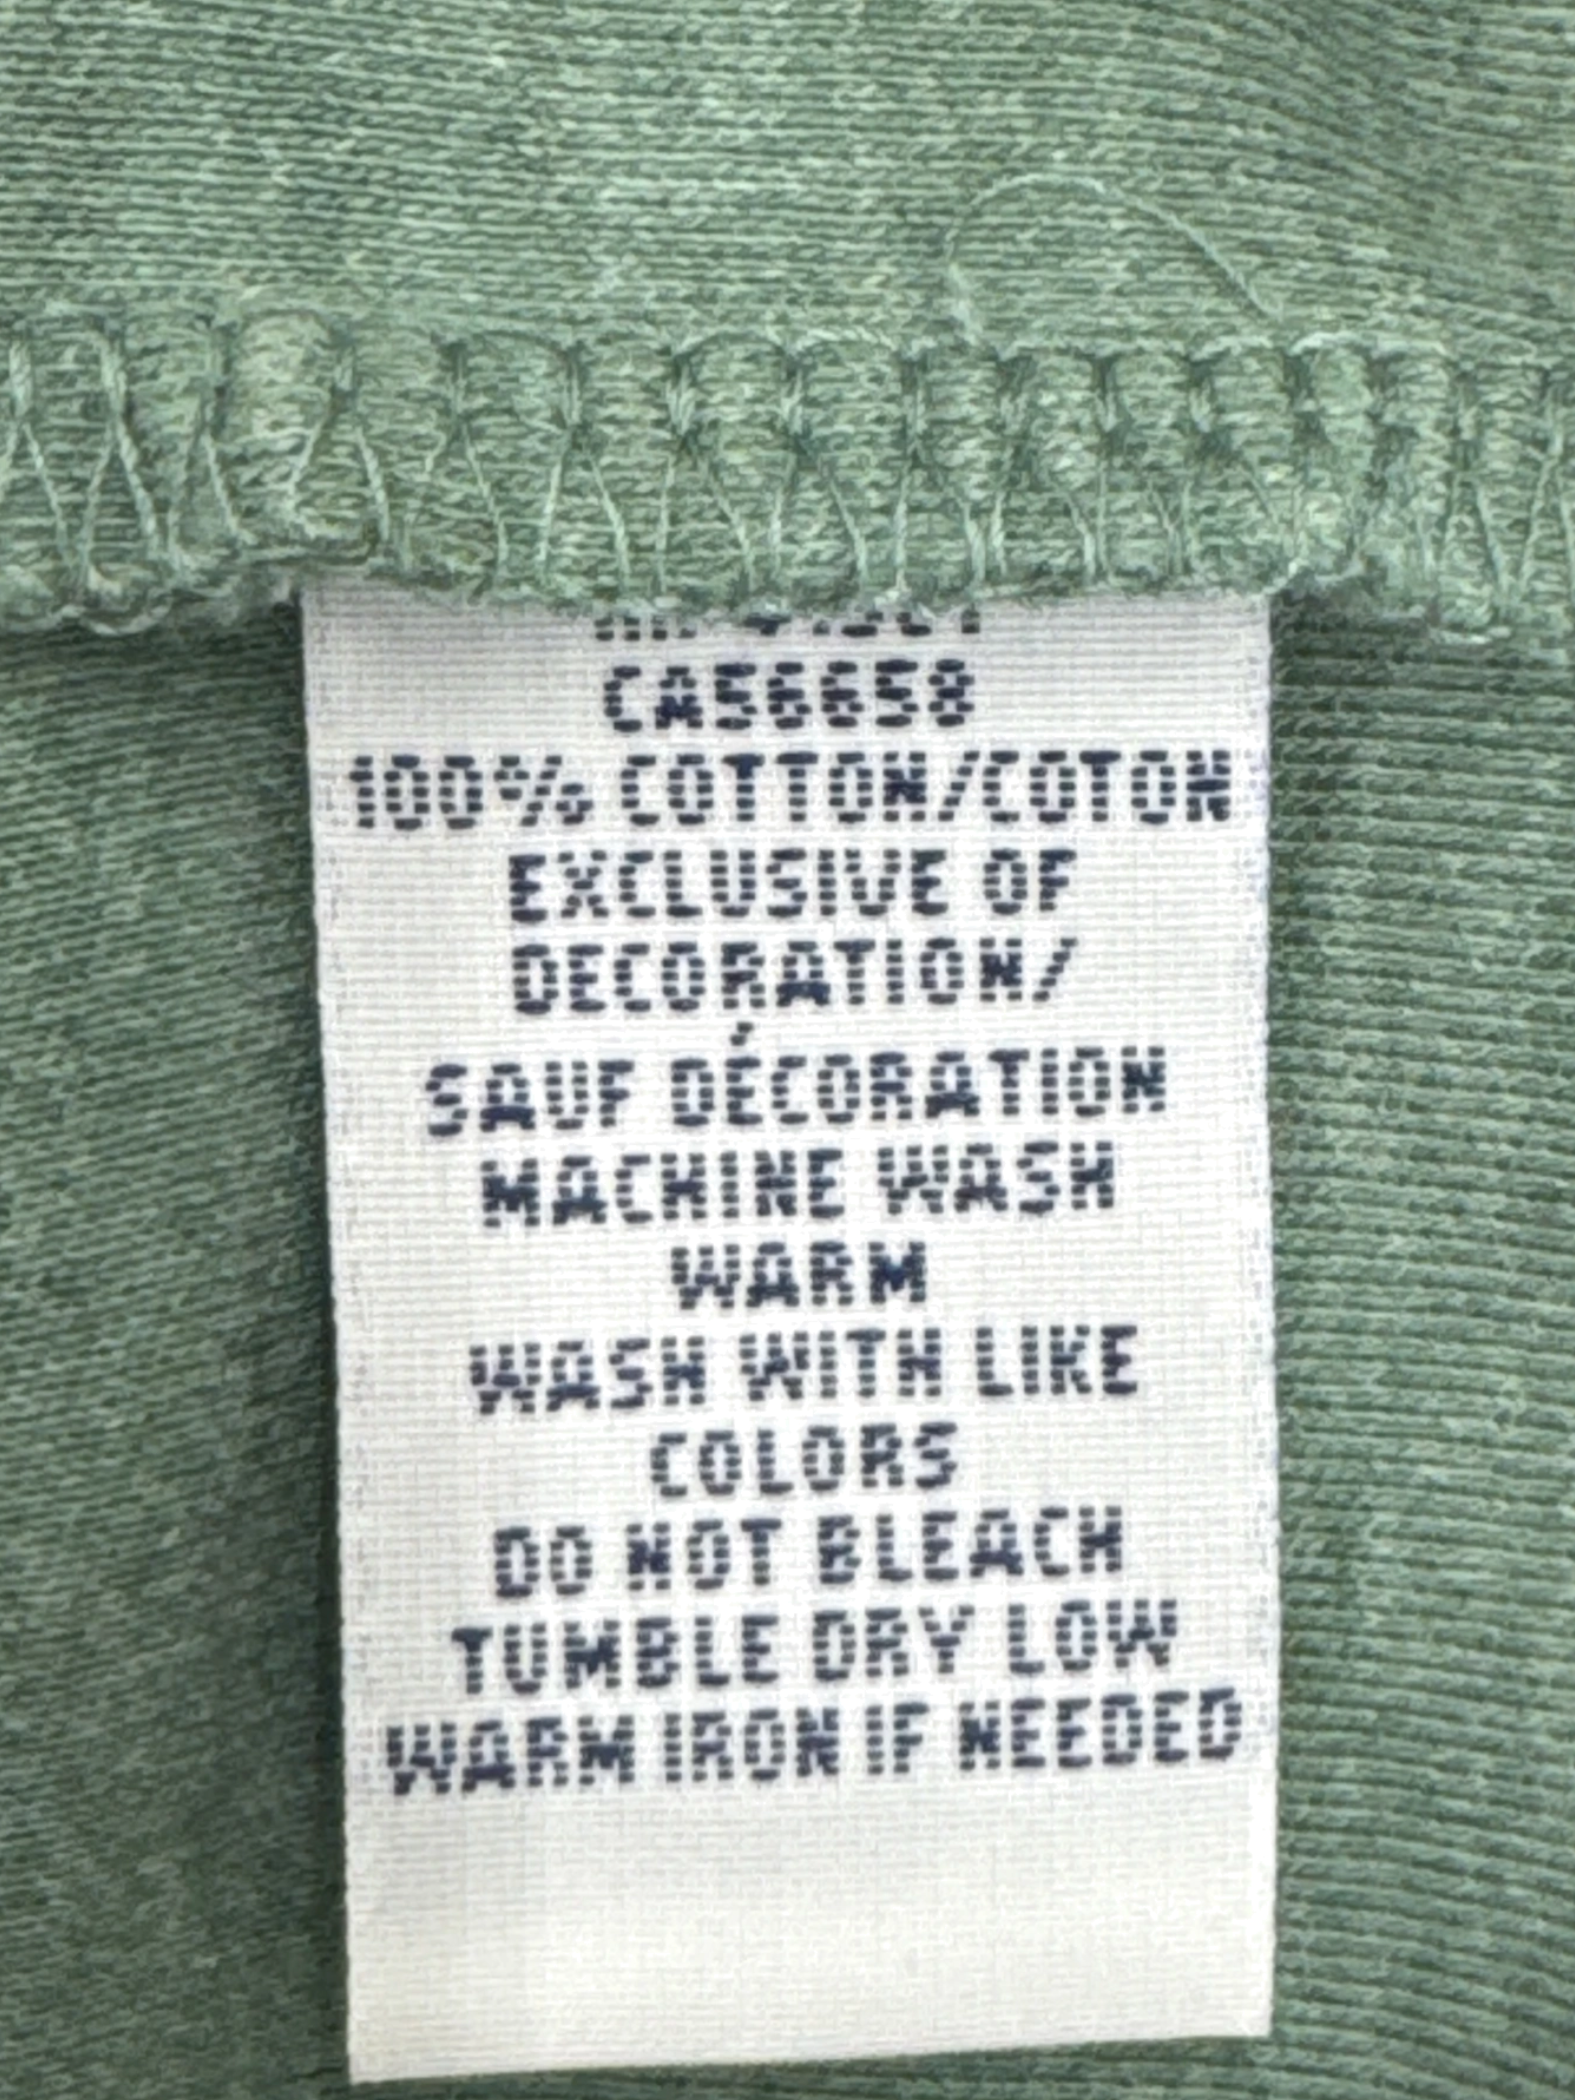 CA56658
100% COTTON/COTON
EXCLUSIVE OF
DECORATION/
SAUF DÉCORATION
MACHINE WASH
WARM
WASH WITH LIKE
COLORS
DO NOT BLEACH
TUMBLE DRY LOW
WARM IRON IF NEEDED